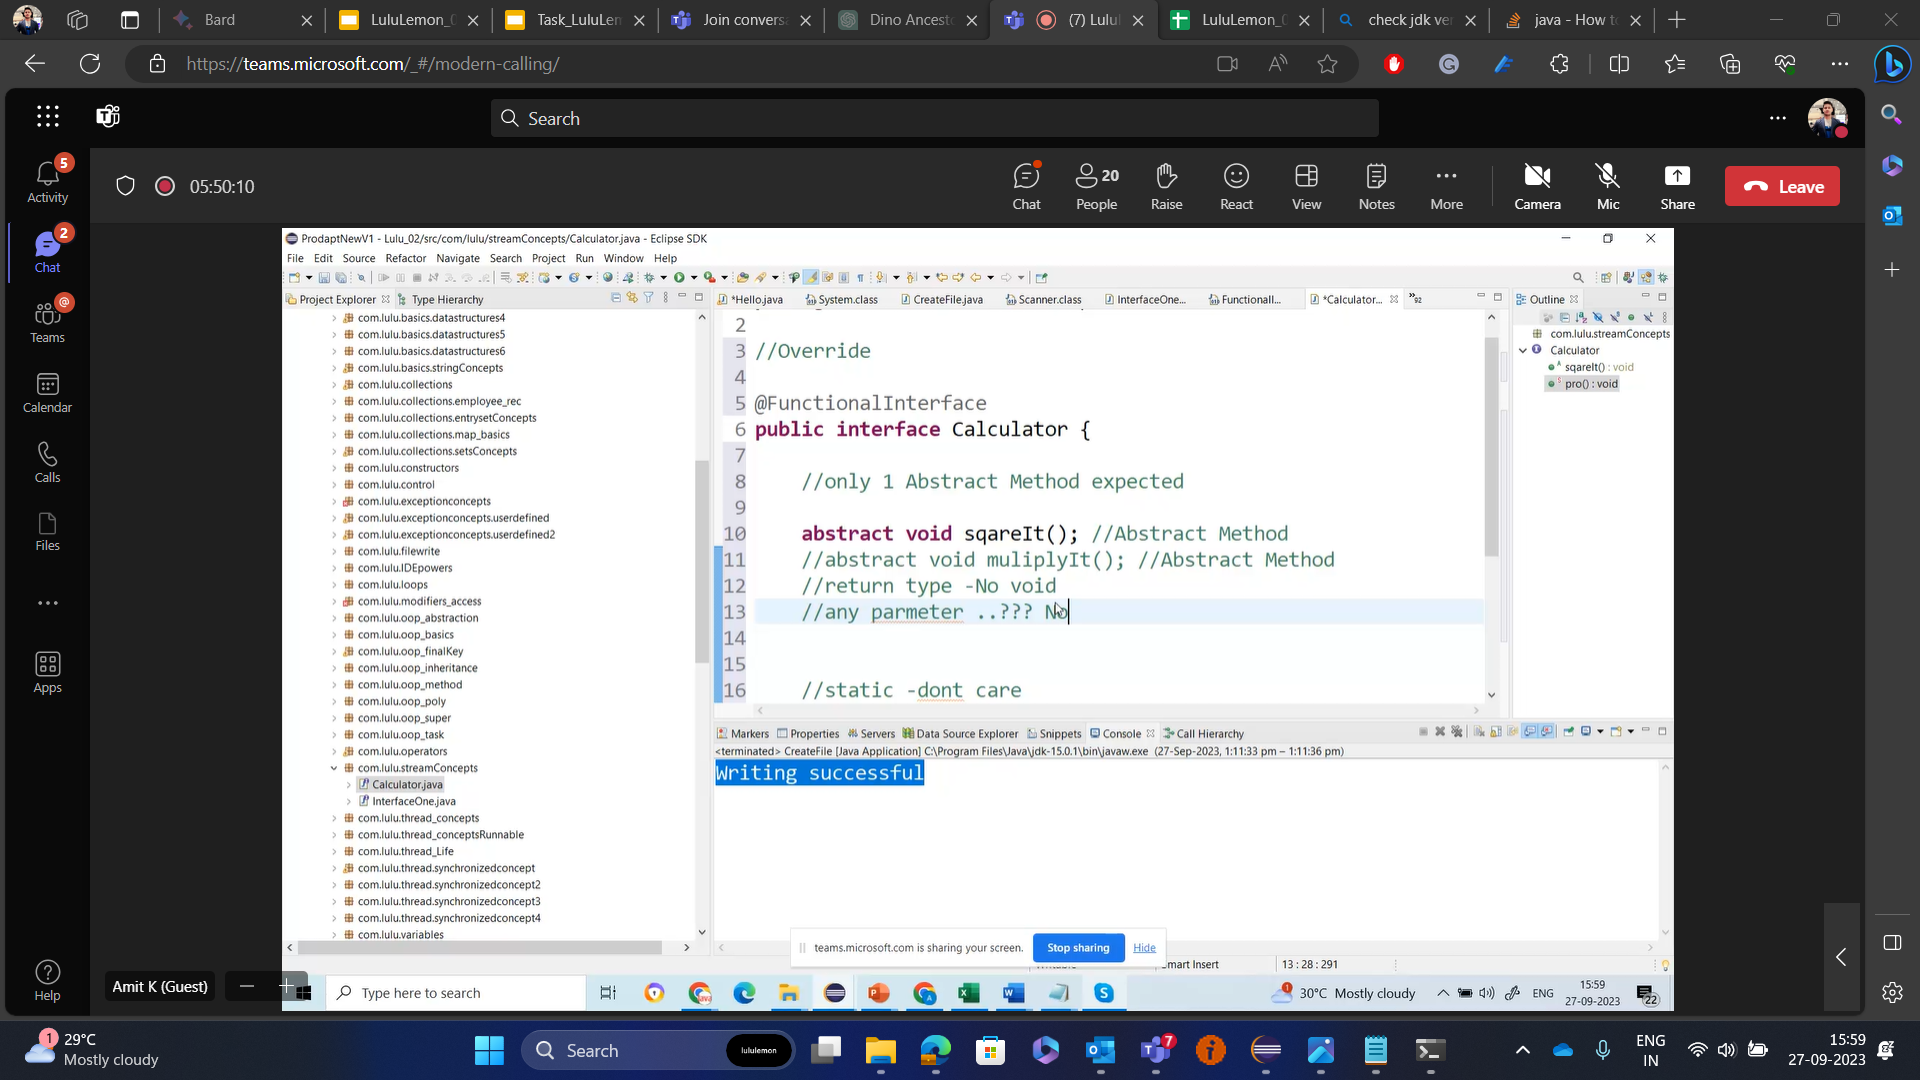 Bard
LuluLemon_0
Task_LuluLem
Join convers
Dino Ancesto
(7) Lulul
LuluLemon_0
check jdk ver
java - How to
https://teams.microsoft.com/_#/modern-calling/
Search
05:50:10
Chat
People
20
Raise
React
View
Notes
More
Camera
Mic
Share
Leave
5
Activity
2
Chat
@
Teams
Calendar
Calls
Files
Apps
Help
ProdaptNewV1 - Lulu_02/src/com/lulu/streamConcepts/Calculator.java - Eclipse SDK
File Edit Source Refactor Navigate Search Project Run Window Help
Project Explorer
Type Hierarchy
com.lulu.basics.datastructures4
com.lulu.basics.datastructures5
com.lulu.basics.datastructures6
com.lulu.basics.stringConcepts
com.lulu.collections
com.lulu.collections.employee_rec
com.lulu.collections.entrysetConcepts
com.lulu.collections.map_basics
com.lulu.collections.setsConcepts
com.lulu.constructors
com.lulu.control
com.lulu.exceptionconcepts
com.lulu.exceptionconcepts.userdefined
com.lulu.exceptionconcepts.userdefined2
com.lulu.filewrite
com.lulu.IDEpowers
com.lulu.loops
com.lulu.modifiers_access
com.lulu.oop_abstraction
com.lulu.oop_basics
com.lulu.oop_finalKey
com.lulu.oop_inheritance
com.lulu.oop_method
com.lulu.oop_poly
com.lulu.oop_super
com.lulu.oop_task
com.lulu.operators
com.lulu.streamConcepts
Calculator.java
InterfaceOne.java
com.lulu.thread_concepts
com.lulu.thread_conceptsRunnable
com.lulu.thread_Life
com.lulu.thread.synchronizedconcept
com.lulu.thread.synchronizedconcept2
com.lulu.thread.synchronizedconcept3
com.lulu.thread.synchronizedconcept4
com.lulu.variables
*Hello.java
System.class
CreateFile.java
Scanner.class
InterfaceOne...
Functionall...
*Calculator...
»92
2
3 //Override
4
5 @FunctionalInterface
6 public interface Calculator {
7
8 //only 1 Abstract Method expected
9
10 abstract void sqareIt(); //Abstract Method
11 //abstract void muliplyIt(); //Abstract Method
12 //return type -No void
13 //any parmeter ..??? No
14
15
16 //static -dont care
Outline
com.lulu.streamConcepts
Calculator
sqareIt() : void
pro() : void
Markers
Properties
Servers
Data Source Explorer
Snippets
Console
Call Hierarchy
<terminated> CreateFile [Java Application] C:\Program Files\Java\jdk-15.0.1\bin\javaw.exe (27-Sep-2023, 1:11:33 pm – 1:11:36 pm)
Writing successful
teams.microsoft.com is sharing your screen.
Stop sharing
Hide
Smart Insert
13 : 28 : 291
Amit K (Guest)
Type here to search
30°C Mostly cloudy
ENG
15:59
27-09-2023
22
29°C
Mostly cloudy
Search
lululemon
7
ENG
IN
15:59
27-09-2023